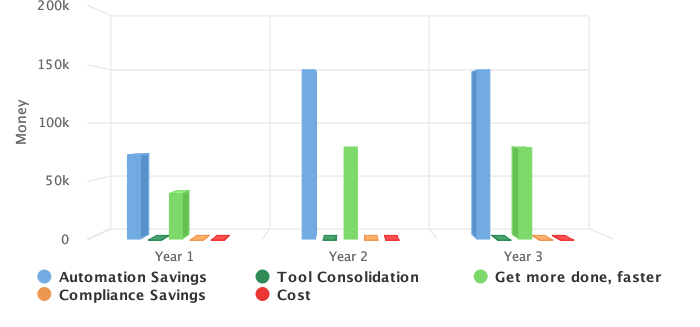 200k
150k
100k
50k
0
Money
Year 1 Year 2 Year 3
Automation Savings Tool Consolidation Get more done, faster
Compliance Savings Cost